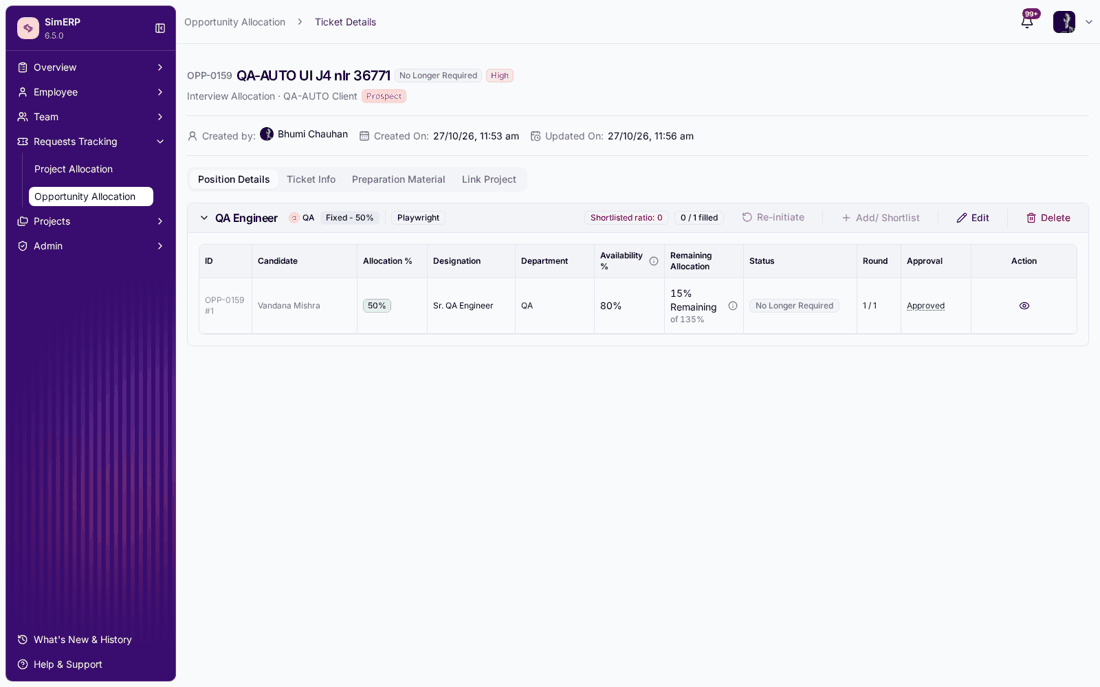 SimERP
6.5.0
Overview
Employee
Team
Requests Tracking
Project Allocation
Opportunity Allocation
Projects
Admin
What's New & History
Help & Support
Opportunity Allocation > Ticket Details
99+
OPP-0159 QA-AUTO UI J4 nlr 36771 No Longer Required High
Interview Allocation · QA-AUTO Client Prospect
Created by: Bhumi Chauhan Created On: 27/10/26, 11:53 am Updated On: 27/10/26, 11:56 am
Position Details Ticket Info Preparation Material Link Project
QA Engineer QA Fixed - 50% Playwright Shortlisted ratio: 0 0 / 1 filled Re-initiate + Add/ Shortlist Edit Delete
ID Candidate Allocation % Designation Department Availability % Remaining Allocation Status Round Approval Action
OPP-0159 #1 Vandana Mishra 50% Sr. QA Engineer QA 80% 15% Remaining of 135% No Longer Required 1 / 1 Approved